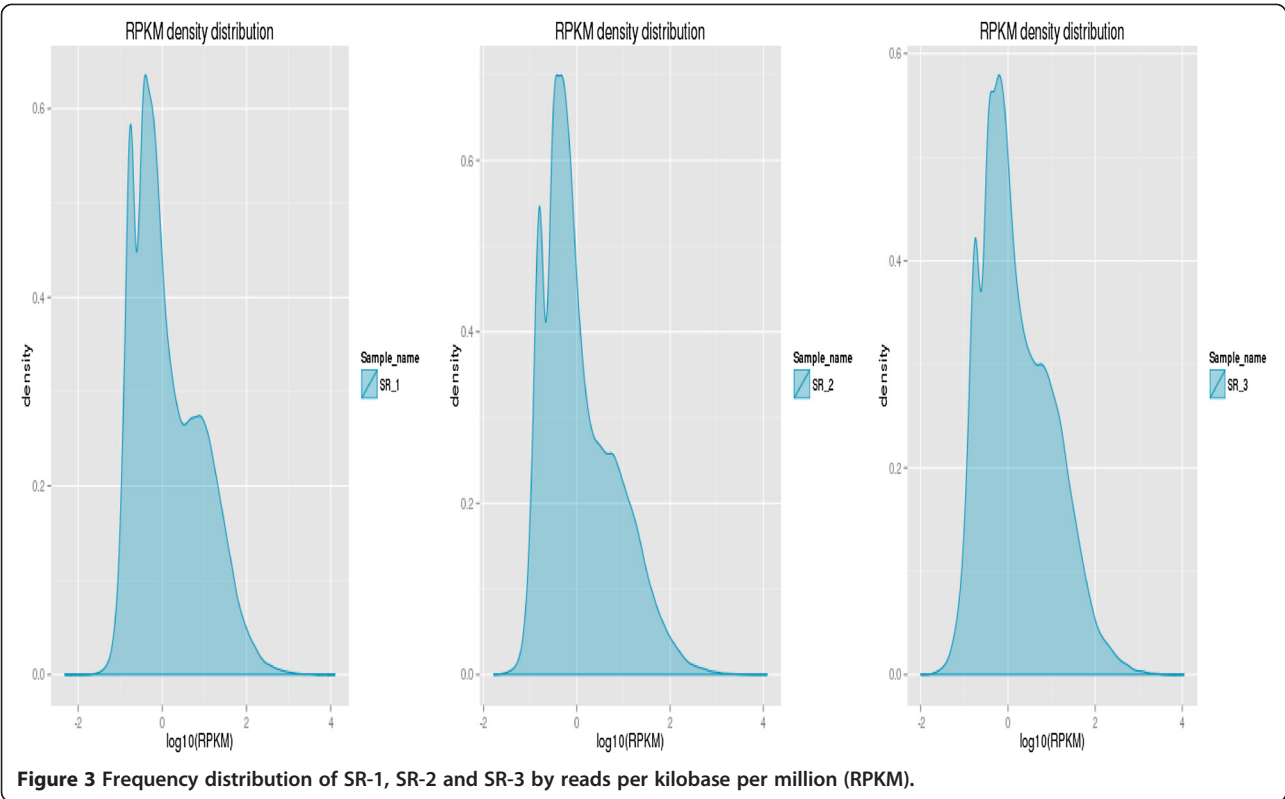 RPKM density distribution
density
0.6
0.4
0.2
0.0
-2 0 2 4
log10(RPKM)
Sample_name
SR_1
RPKM density distribution
density
0.6
0.4
0.2
0.0
-2 0 2 4
log10(RPKM)
Sample_name
SR_2
RPKM density distribution
density
0.6
0.4
0.2
0.0
-2 0 2 4
log10(RPKM)
Sample_name
SR_3
Figure 3 Frequency distribution of SR-1, SR-2 and SR-3 by reads per kilobase per million (RPKM).